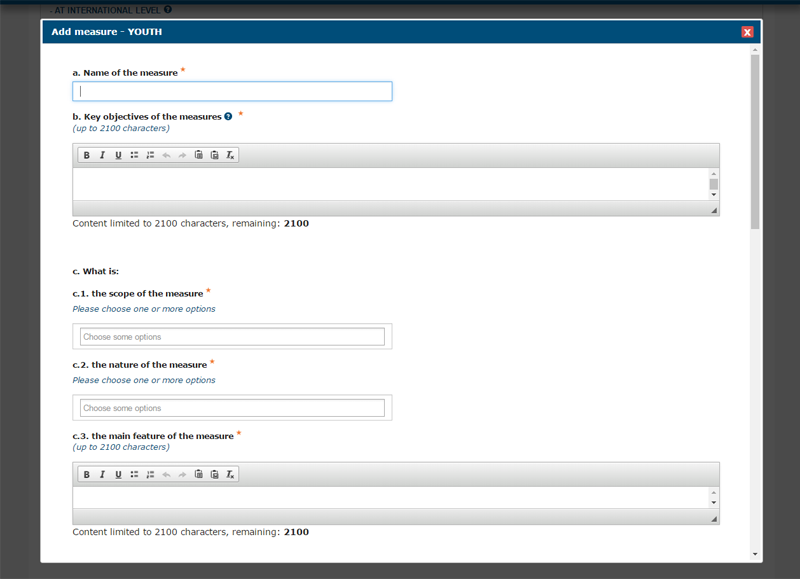 - AT INTERNATIONAL LEVEL ?
Add measure - YOUTH X
a. Name of the measure *
b. Key objectives of the measures ? *
(up to 2100 characters)
B I U
Content limited to 2100 characters, remaining: 2100
c. What is:
c.1. the scope of the measure *
Please choose one or more options
Choose some options
c.2. the nature of the measure *
Please choose one or more options
Choose some options
c.3. the main feature of the measure *
(up to 2100 characters)
B I U
Content limited to 2100 characters, remaining: 2100